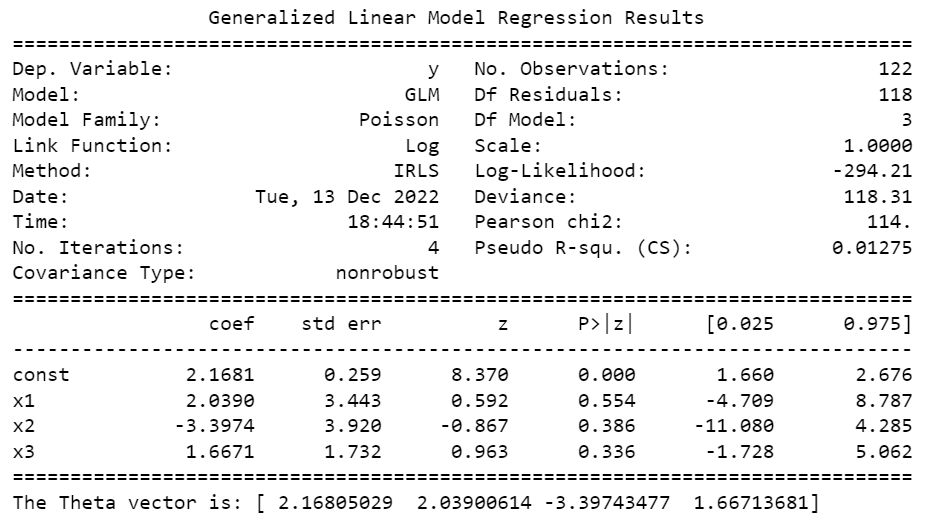 Generalized Linear Model Regression Results
==============================================================================
Dep. Variable: y No. Observations: 122
Model: GLM Df Residuals: 118
Model Family: Poisson Df Model: 3
Link Function: Log Scale: 1.0000
Method: IRLS Log-Likelihood: -294.21
Date: Tue, 13 Dec 2022 Deviance: 118.31
Time: 18:44:51 Pearson chi2: 114.
No. Iterations: 4 Pseudo R-squ. (CS): 0.01275
Covariance Type: nonrobust
==============================================================================
coef std err z P>|z| [0.025 0.975]
------------------------------------------------------------------------------
const 2.1681 0.259 8.370 0.000 1.660 2.676
x1 2.0390 3.443 0.592 0.554 -4.709 8.787
x2 -3.3974 3.920 -0.867 0.386 -11.080 4.285
x3 1.6671 1.732 0.963 0.336 -1.728 5.062
==============================================================================
The Theta vector is: [ 2.16805029 2.03900614 -3.39743477 1.66713681]